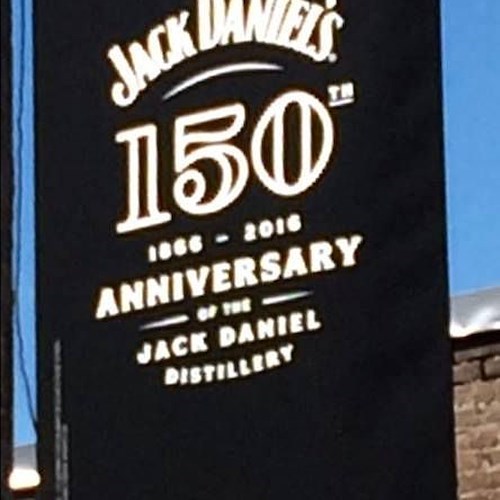 JACK DANIEL'S.
150TH
1866 - 2016
ANNIVERSARY
OF THE
JACK DANIEL
DISTILLERY